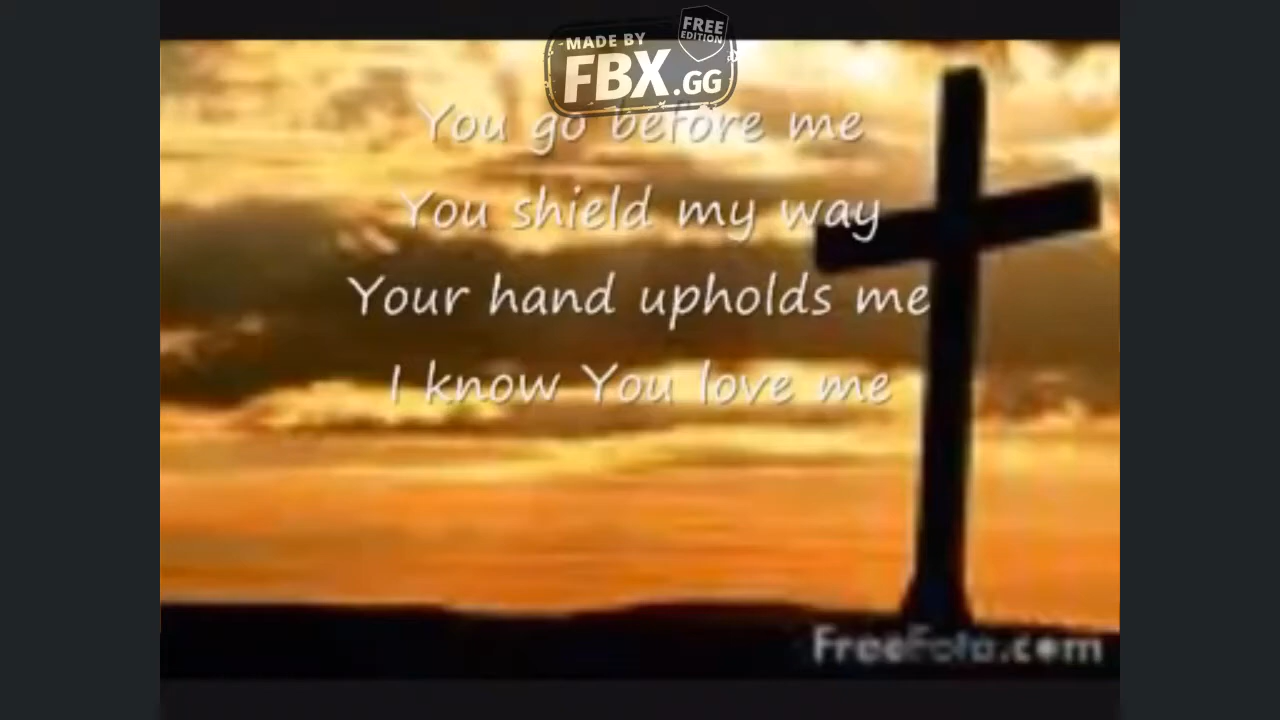 FREE
EDITION
MADE BY
FBX.GG
You go before me
You shield my way
Your hand upholds me
I know You love me
FreeFoto.com